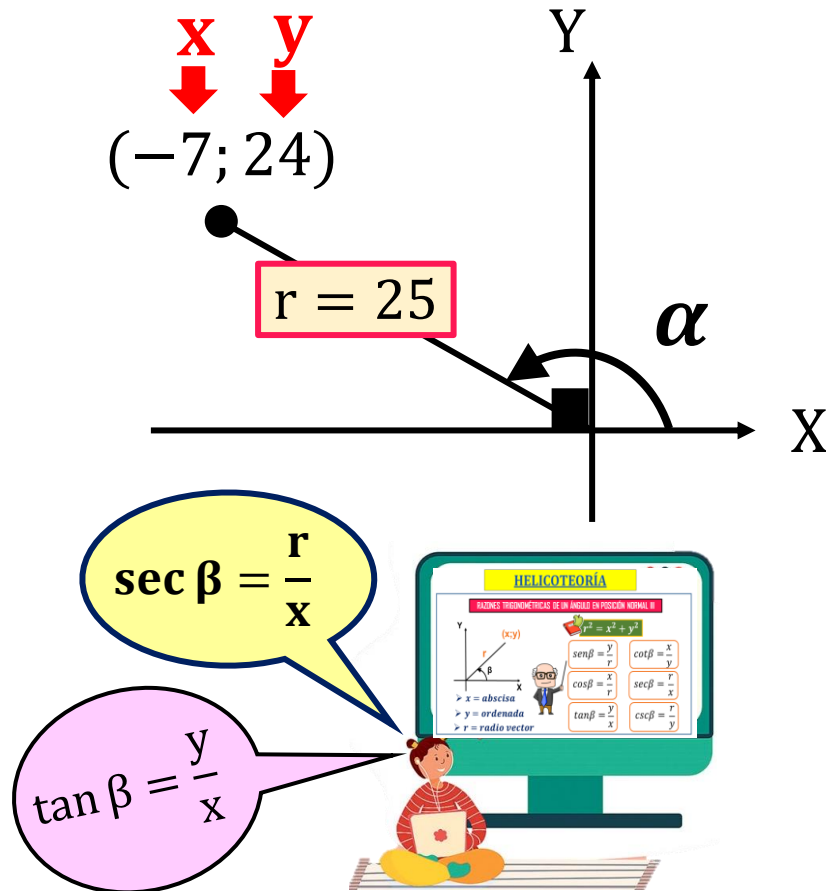 x y
Y
(−7; 24)
r = 25
α
X
sec β = r/x
tan β = y/x
HELICOTEORÍA
RAZONES TRIGONOMÉTRICAS DE UN ÁNGULO EN POSICIÓN NORMAL III
r² = x² + y²
Y
(x;y)
r
β
X
senβ = y/r
cotβ = x/y
cosβ = x/r
secβ = r/x
tanβ = y/x
cscβ = r/y
➢ x = abscisa
➢ y = ordenada
➢ r = radio vector